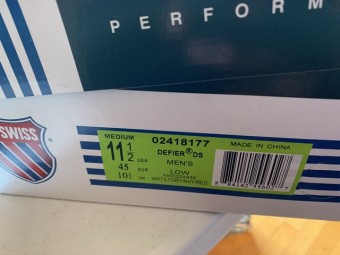 PERFORM
SWISS
MEDIUM
11 1/2 USA
45 EUR
10 1/2 UK
02418177
DEFIER® DS
MEN'S
LOW
MADE IN CHINA